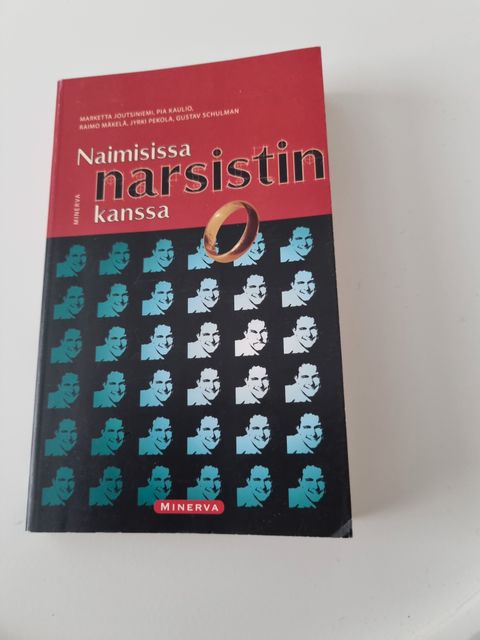 MARKETTA JOUTSINIEMI, PIA KAULIO,
RAIMO MÄKELÄ, JYRKI PEKOLA, GUSTAV SCHULMAN
Naimisissa
narsistin
kanssa
MINERVA
MINERVA